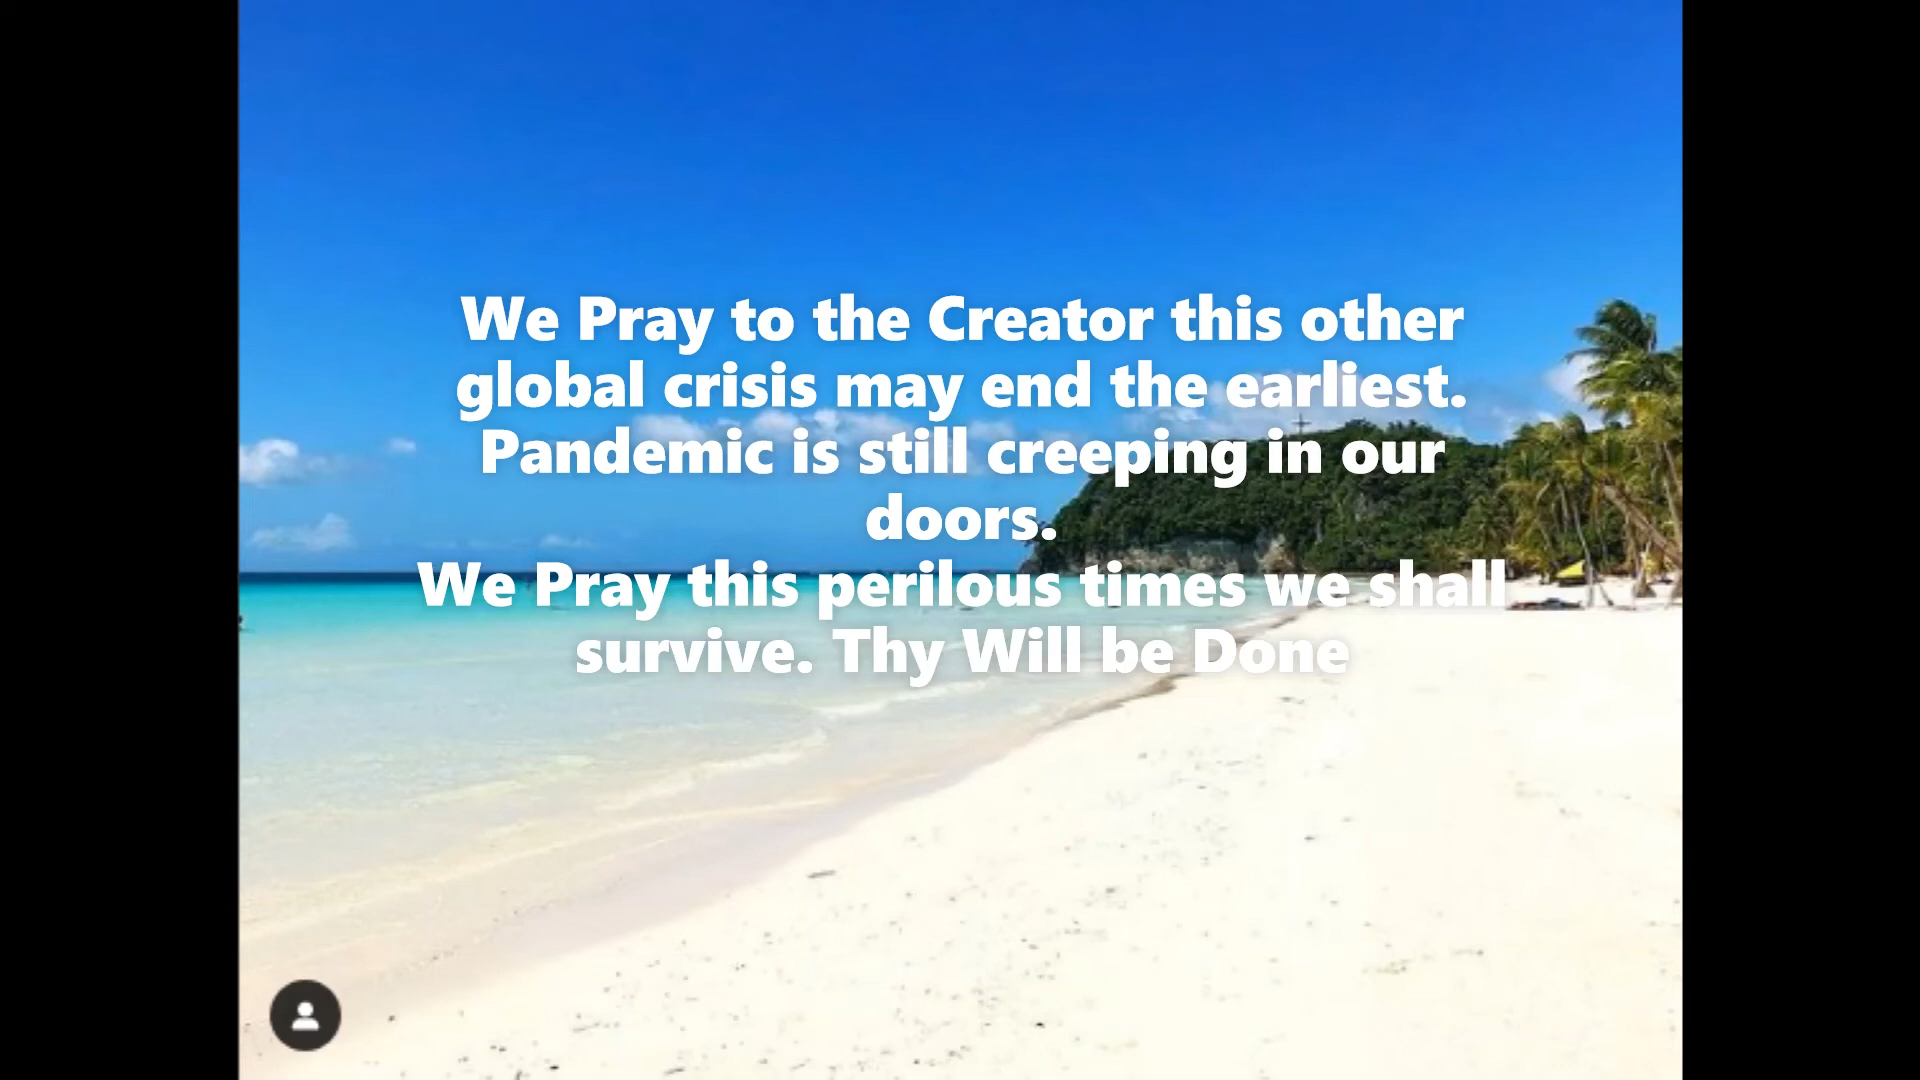 We Pray to the Creator this other
global crisis may end the earliest.
Pandemic is still creeping in our
doors.
We Pray this perilous times we shall
survive. Thy Will be Done